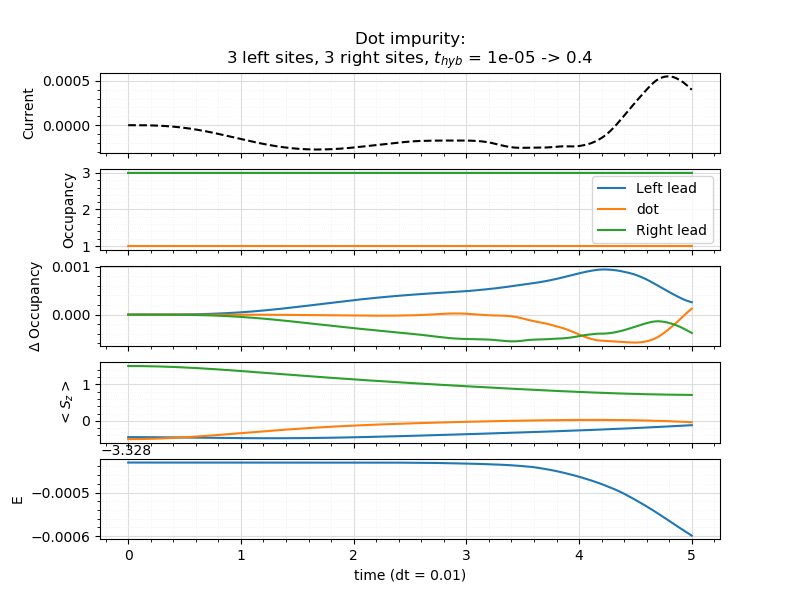 Dot impurity:
3 left sites, 3 right sites, t_hyb = 1e-05 -> 0.4
0.0005
0.0000
Current
3
2
1
Occupancy
Left lead
dot
Right lead
0.001
0.000
Δ Occupancy
1
0
< S_z >
−3.328
−0.0005
−0.0006
E
0 1 2 3 4 5
time (dt = 0.01)